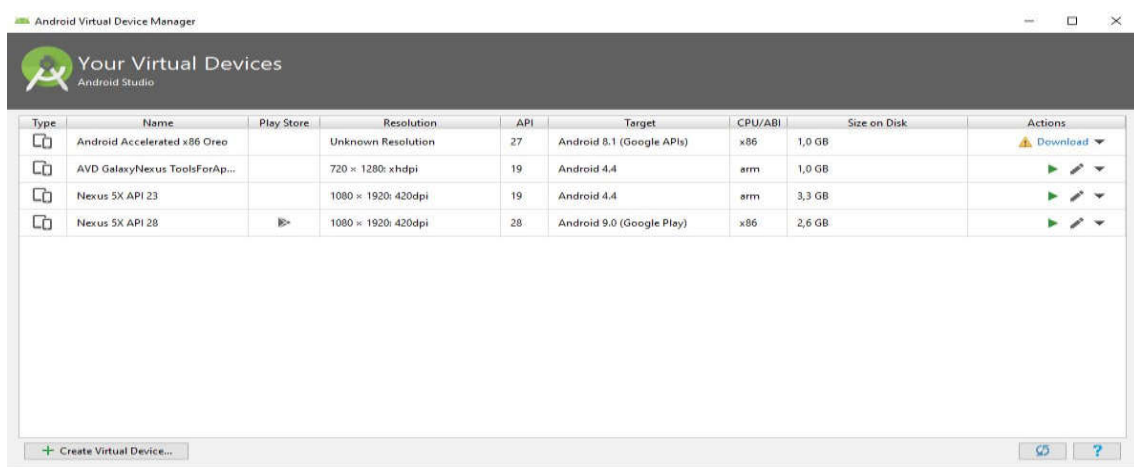 Android Virtual Device Manager
Your Virtual Devices
Android Studio
Type Name Play Store Resolution API Target CPU/ABI Size on Disk Actions
Android Accelerated x86 Oreo Unknown Resolution 27 Android 8.1 (Google APIs) x86 1,0 GB Download
AVD GalaxyNexus ToolsForAp... 720 × 1280: xhdpi 19 Android 4.4 arm 1,0 GB
Nexus 5X API 23 1080 × 1920: 420dpi 19 Android 4.4 arm 3,3 GB
Nexus 5X API 28 1080 × 1920: 420dpi 28 Android 9.0 (Google Play) x86 2,6 GB
+ Create Virtual Device...
?